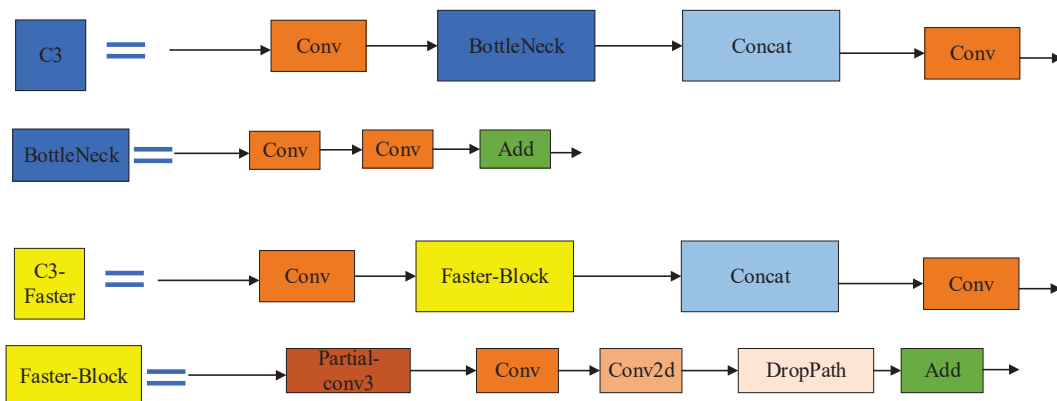 C3 = Conv BottleNeck Concat Conv
BottleNeck = Conv Conv Add
C3-
Faster = Conv Faster-Block Concat Conv
Faster-Block = Partial-
conv3 Conv Conv2d DropPath Add